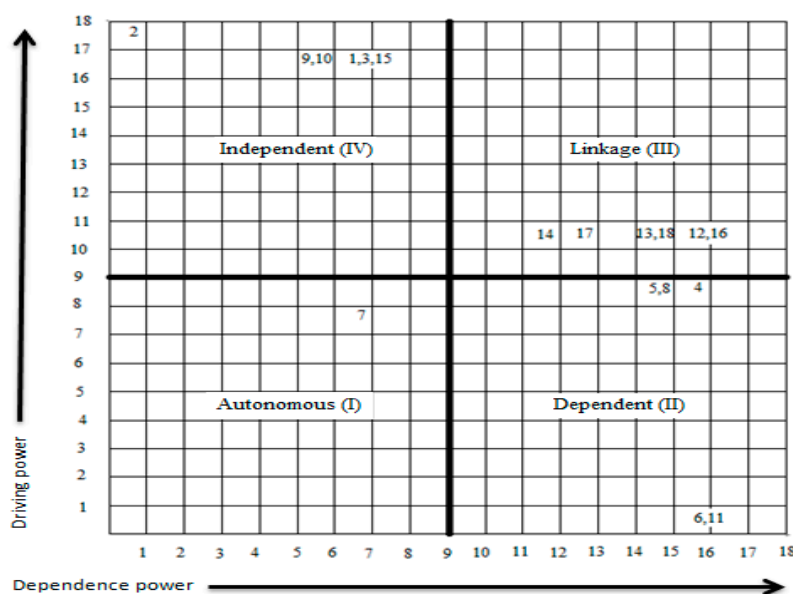 18 2
17 9,10 1,3,15
16
15
14
Independent (IV) Linkage (III)
13
12
11 14 17 13,18 12,16
10
9
8 5,8 4
7
7
6
5
Autonomous (I) Dependent (II)
4
3
2
1 6,11
Driving power
1 2 3 4 5 6 7 8 9 10 11 12 13 14 15 16 17 18
Dependence power